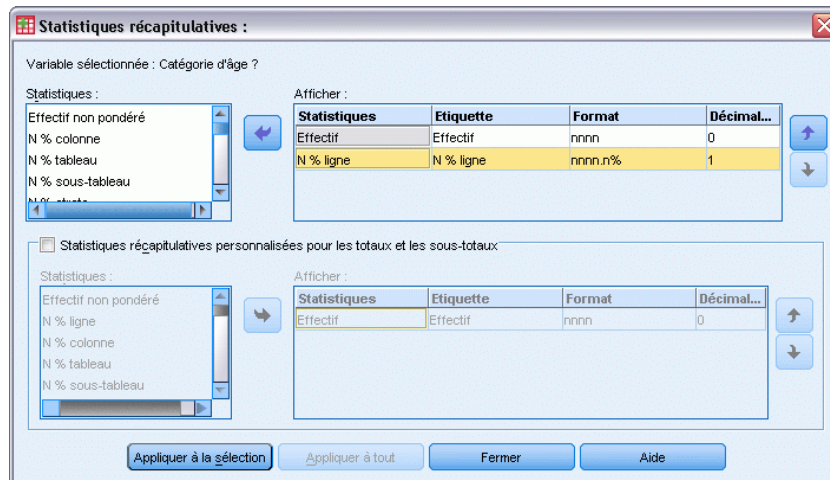 Statistiques récapitulatives :
Variable sélectionnée : Catégorie d'âge ?
Statistiques :
Effectif non pondéré
N % colonne
N % tableau
N % sous-tableau
N % strate
Afficher :
Statistiques Etiquette Format Décimal...
Effectif Effectif nnnn 0
N % ligne N % ligne nnnn.n% 1
Statistiques récapitulatives personnalisées pour les totaux et les sous-totaux
Statistiques :
Effectif non pondéré
N % ligne
N % colonne
N % tableau
N % sous-tableau
Afficher :
Statistiques Etiquette Format Décimal...
Effectif Effectif nnnn 0
Appliquer à la sélection Appliquer à tout Fermer Aide